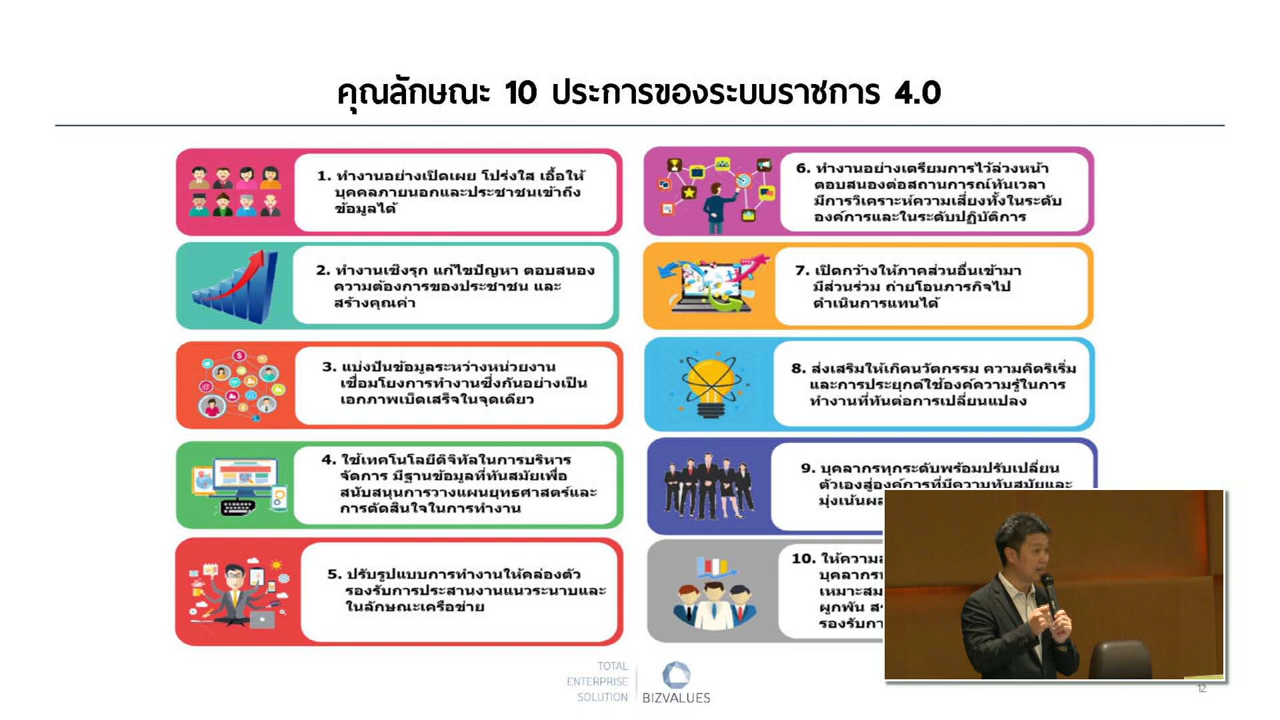 คุณลักษณะ 10 ประการของระบบราชการ 4.0
1. ทำงานอย่างเปิดเผย โปร่งใส เอื้อให้
บุคคลภายนอกและประชาชนเข้าถึง
ข้อมูลได้
2. ทำงานเชิงรุก แก้ไขปัญหา ตอบสนอง
ความต้องการของประชาชน และ
สร้างคุณค่า
3. แบ่งปันข้อมูลระหว่างหน่วยงาน
เชื่อมโยงการทำงานซึ่งกันอย่างเป็น
เอกภาพเบ็ดเสร็จในจุดเดียว
4. ใช้เทคโนโลยีดิจิทัลในการบริหาร
จัดการ มีฐานข้อมูลที่ทันสมัยเพื่อ
สนับสนุนการวางแผนยุทธศาสตร์และ
การตัดสินใจในการทำงาน
5. ปรับรูปแบบการทำงานให้คล่องตัว
รองรับการประสานงานแนวระนาบและ
ในลักษณะเครือข่าย
6. ทำงานอย่างเตรียมการไว้ล่วงหน้า
ตอบสนองต่อสถานการณ์ทันเวลา
มีการวิเคราะห์ความเสี่ยงทั้งในระดับ
องค์การและในระดับปฏิบัติการ
7. เปิดกว้างให้ภาคส่วนอื่นเข้ามา
มีส่วนร่วม ถ่ายโอนภารกิจไป
ดำเนินการแทนได้
8. ส่งเสริมให้เกิดนวัตกรรม ความคิดริเริ่ม
และการประยุกต์ใช้องค์ความรู้ในการ
ทำงานที่ทันต่อการเปลี่ยนแปลง
9. บุคลากรทุกระดับพร้อมปรับเปลี่ยน
ตัวเองสู่องค์การที่มีความทันสมัยและ
มุ่งเน้น
10. ให้ความ
บุคลากร
เหมาะสม
ผูกพัน
รองรับ
TOTAL
ENTERPRISE
SOLUTION
BIZVALUES
12